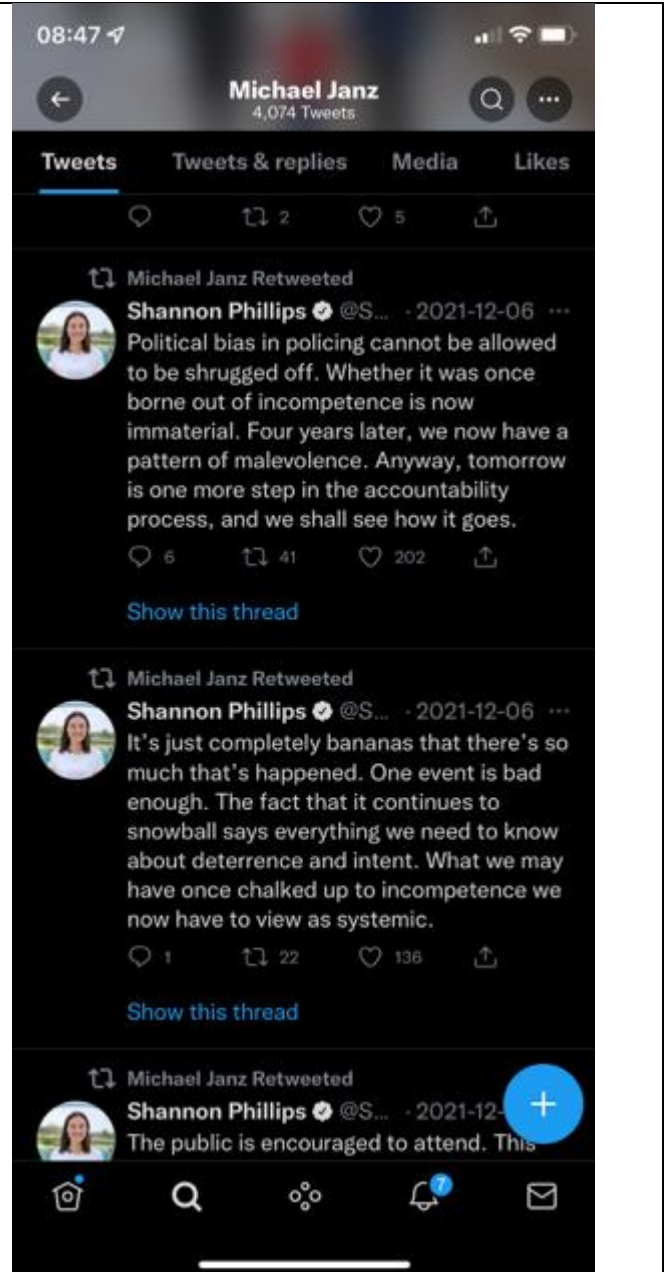 08:47
Michael Janz
4,074 Tweets
Tweets Tweets & replies Media Likes
2 5
Michael Janz Retweeted
Shannon Phillips @S... · 2021-12-06 ···
Political bias in policing cannot be allowed
to be shrugged off. Whether it was once
borne out of incompetence is now
immaterial. Four years later, we now have a
pattern of malevolence. Anyway, tomorrow
is one more step in the accountability
process, and we shall see how it goes.
6 41 202
Show this thread
Michael Janz Retweeted
Shannon Phillips @S... · 2021-12-06 ···
It's just completely bananas that there's so
much that's happened. One event is bad
enough. The fact that it continues to
snowball says everything we need to know
about deterrence and intent. What we may
have once chalked up to incompetence we
now have to view as systemic.
1 22 136
Show this thread
Michael Janz Retweeted
Shannon Phillips @S... · 2021-12-
The public is encouraged to attend. This
7